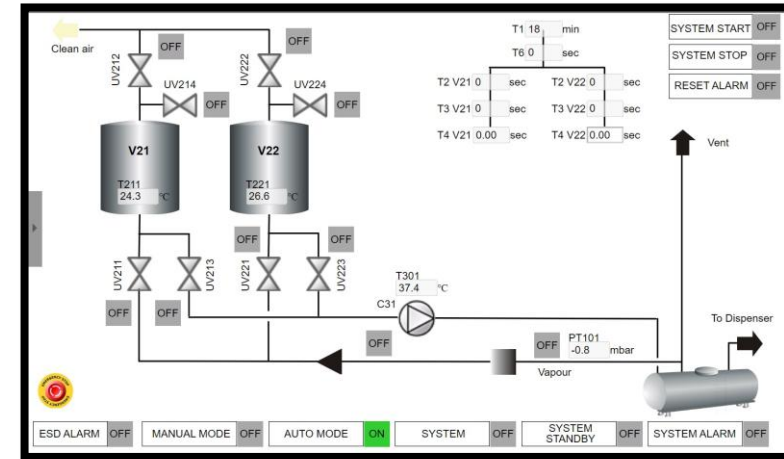 Clean air
OFF
OFF
UV212
UV222
UV214
OFF
UV224
OFF
T1 18 min
T6 0 sec
T2 V21 0 sec
T2 V22 0 sec
T3 V21 0 sec
T3 V22 0 sec
T4 V21 0.00 sec
T4 V22 0.00 sec
SYSTEM START OFF
SYSTEM STOP OFF
RESET ALARM OFF
Vent
V21
V22
T211
24.3 °C
T221
26.6 °C
OFF
OFF
UV211
UV213
UV221
UV223
OFF
OFF
T301
37.4 °C
C31
OFF
OFF
PT101
-0.8 mbar
Vapour
To Dispenser
ESD ALARM OFF
MANUAL MODE OFF
AUTO MODE ON
SYSTEM OFF
SYSTEM STANDBY OFF
SYSTEM ALARM OFF